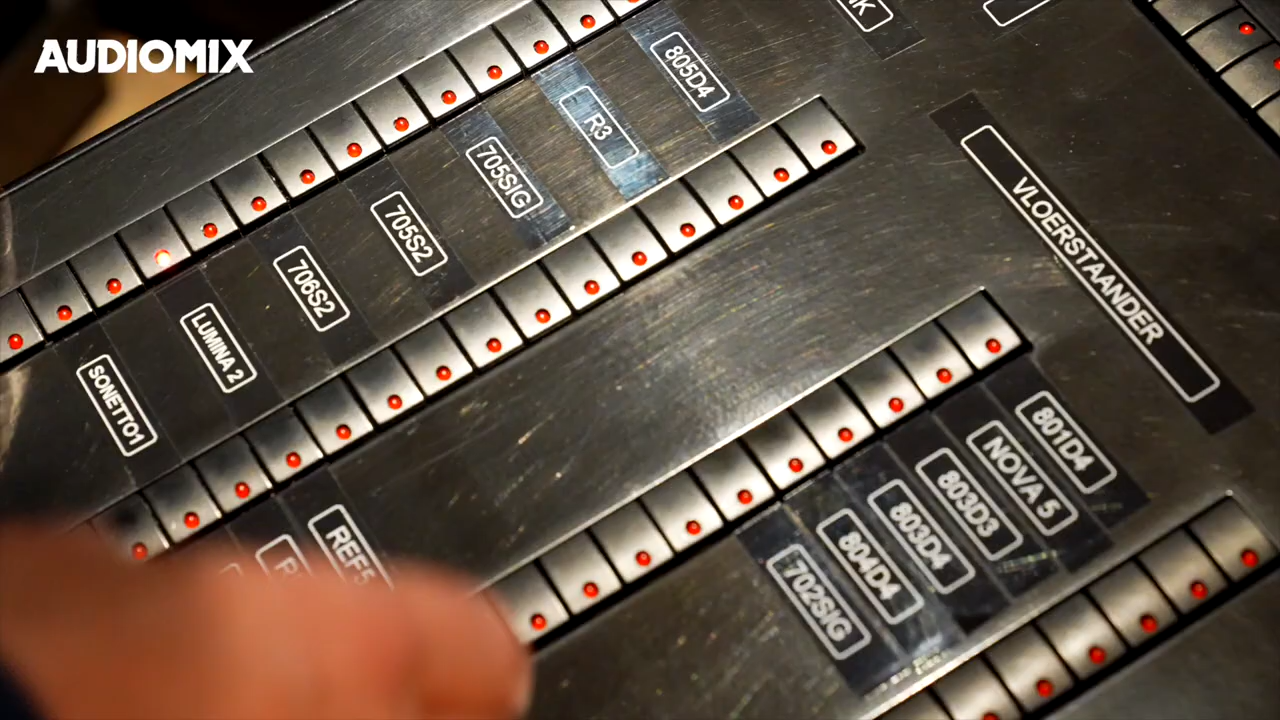 AUDIOMIX
805D4
R3
705SIG
705S2
706S2
LUMINA 2
SONETTO1
VLOERSTAANDER
801D4
NOVA 5
803D3
803D4
804D4
702SIG